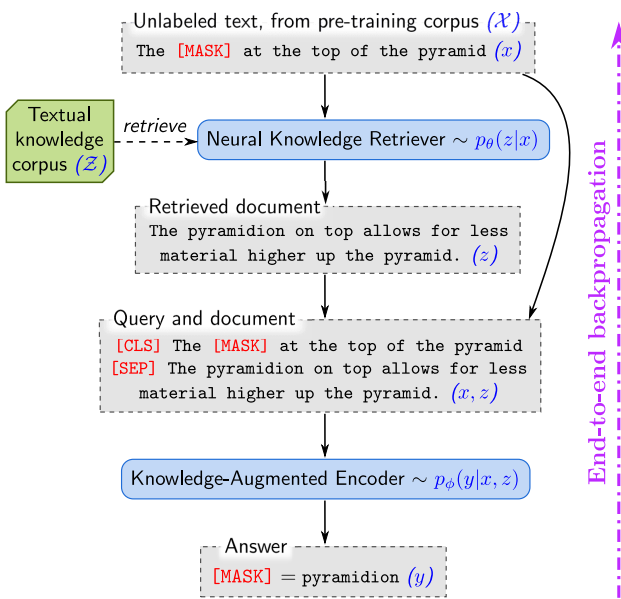 Unlabeled text, from pre-training corpus (𝒳)
The [MASK] at the top of the pyramid (x)
Textual
knowledge
corpus (𝒵)
retrieve
Neural Knowledge Retriever ∼ pθ(z|x)
Retrieved document
The pyramidion on top allows for less
material higher up the pyramid. (z)
Query and document
[CLS] The [MASK] at the top of the pyramid
[SEP] The pyramidion on top allows for less
material higher up the pyramid. (x, z)
Knowledge-Augmented Encoder ∼ pϕ(y|x, z)
Answer
[MASK] = pyramidion (y)
End-to-end backpropagation